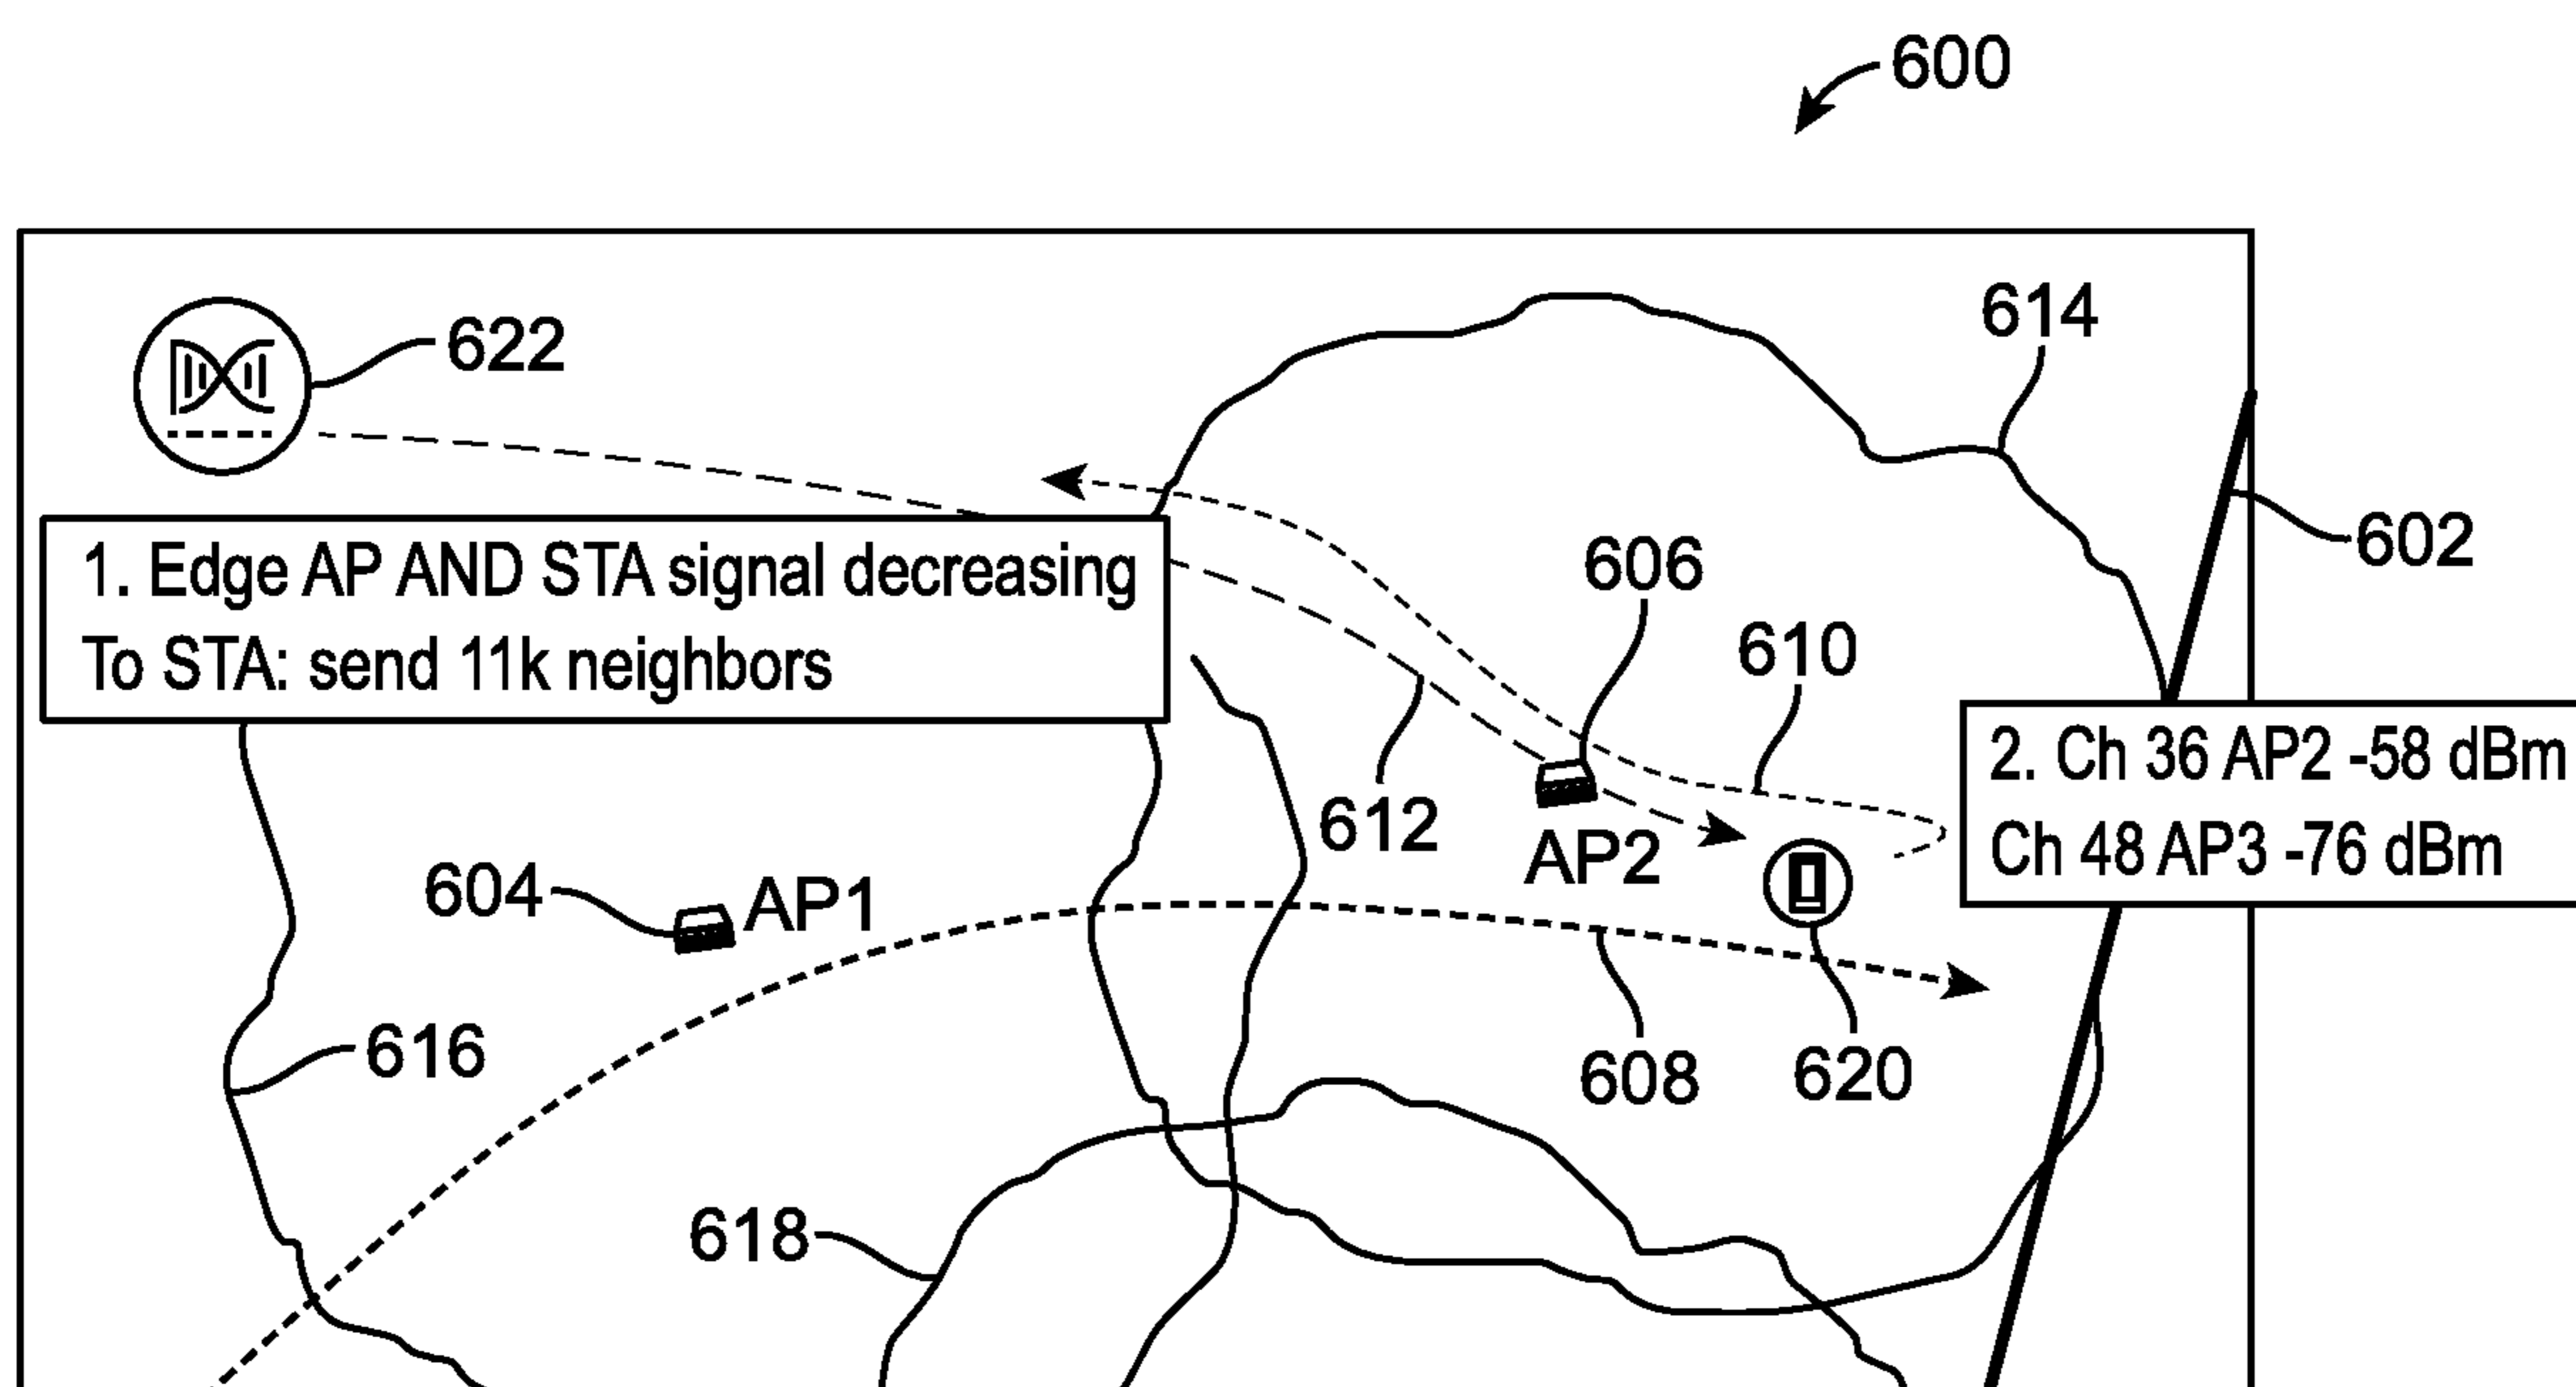 600
622
614
602
1. Edge AP AND STA signal decreasing
To STA: send 11k neighbors
606
610
2. Ch 36 AP2 -58 dBm
Ch 48 AP3 -76 dBm
612
AP2
604
AP1
616
608
620
618